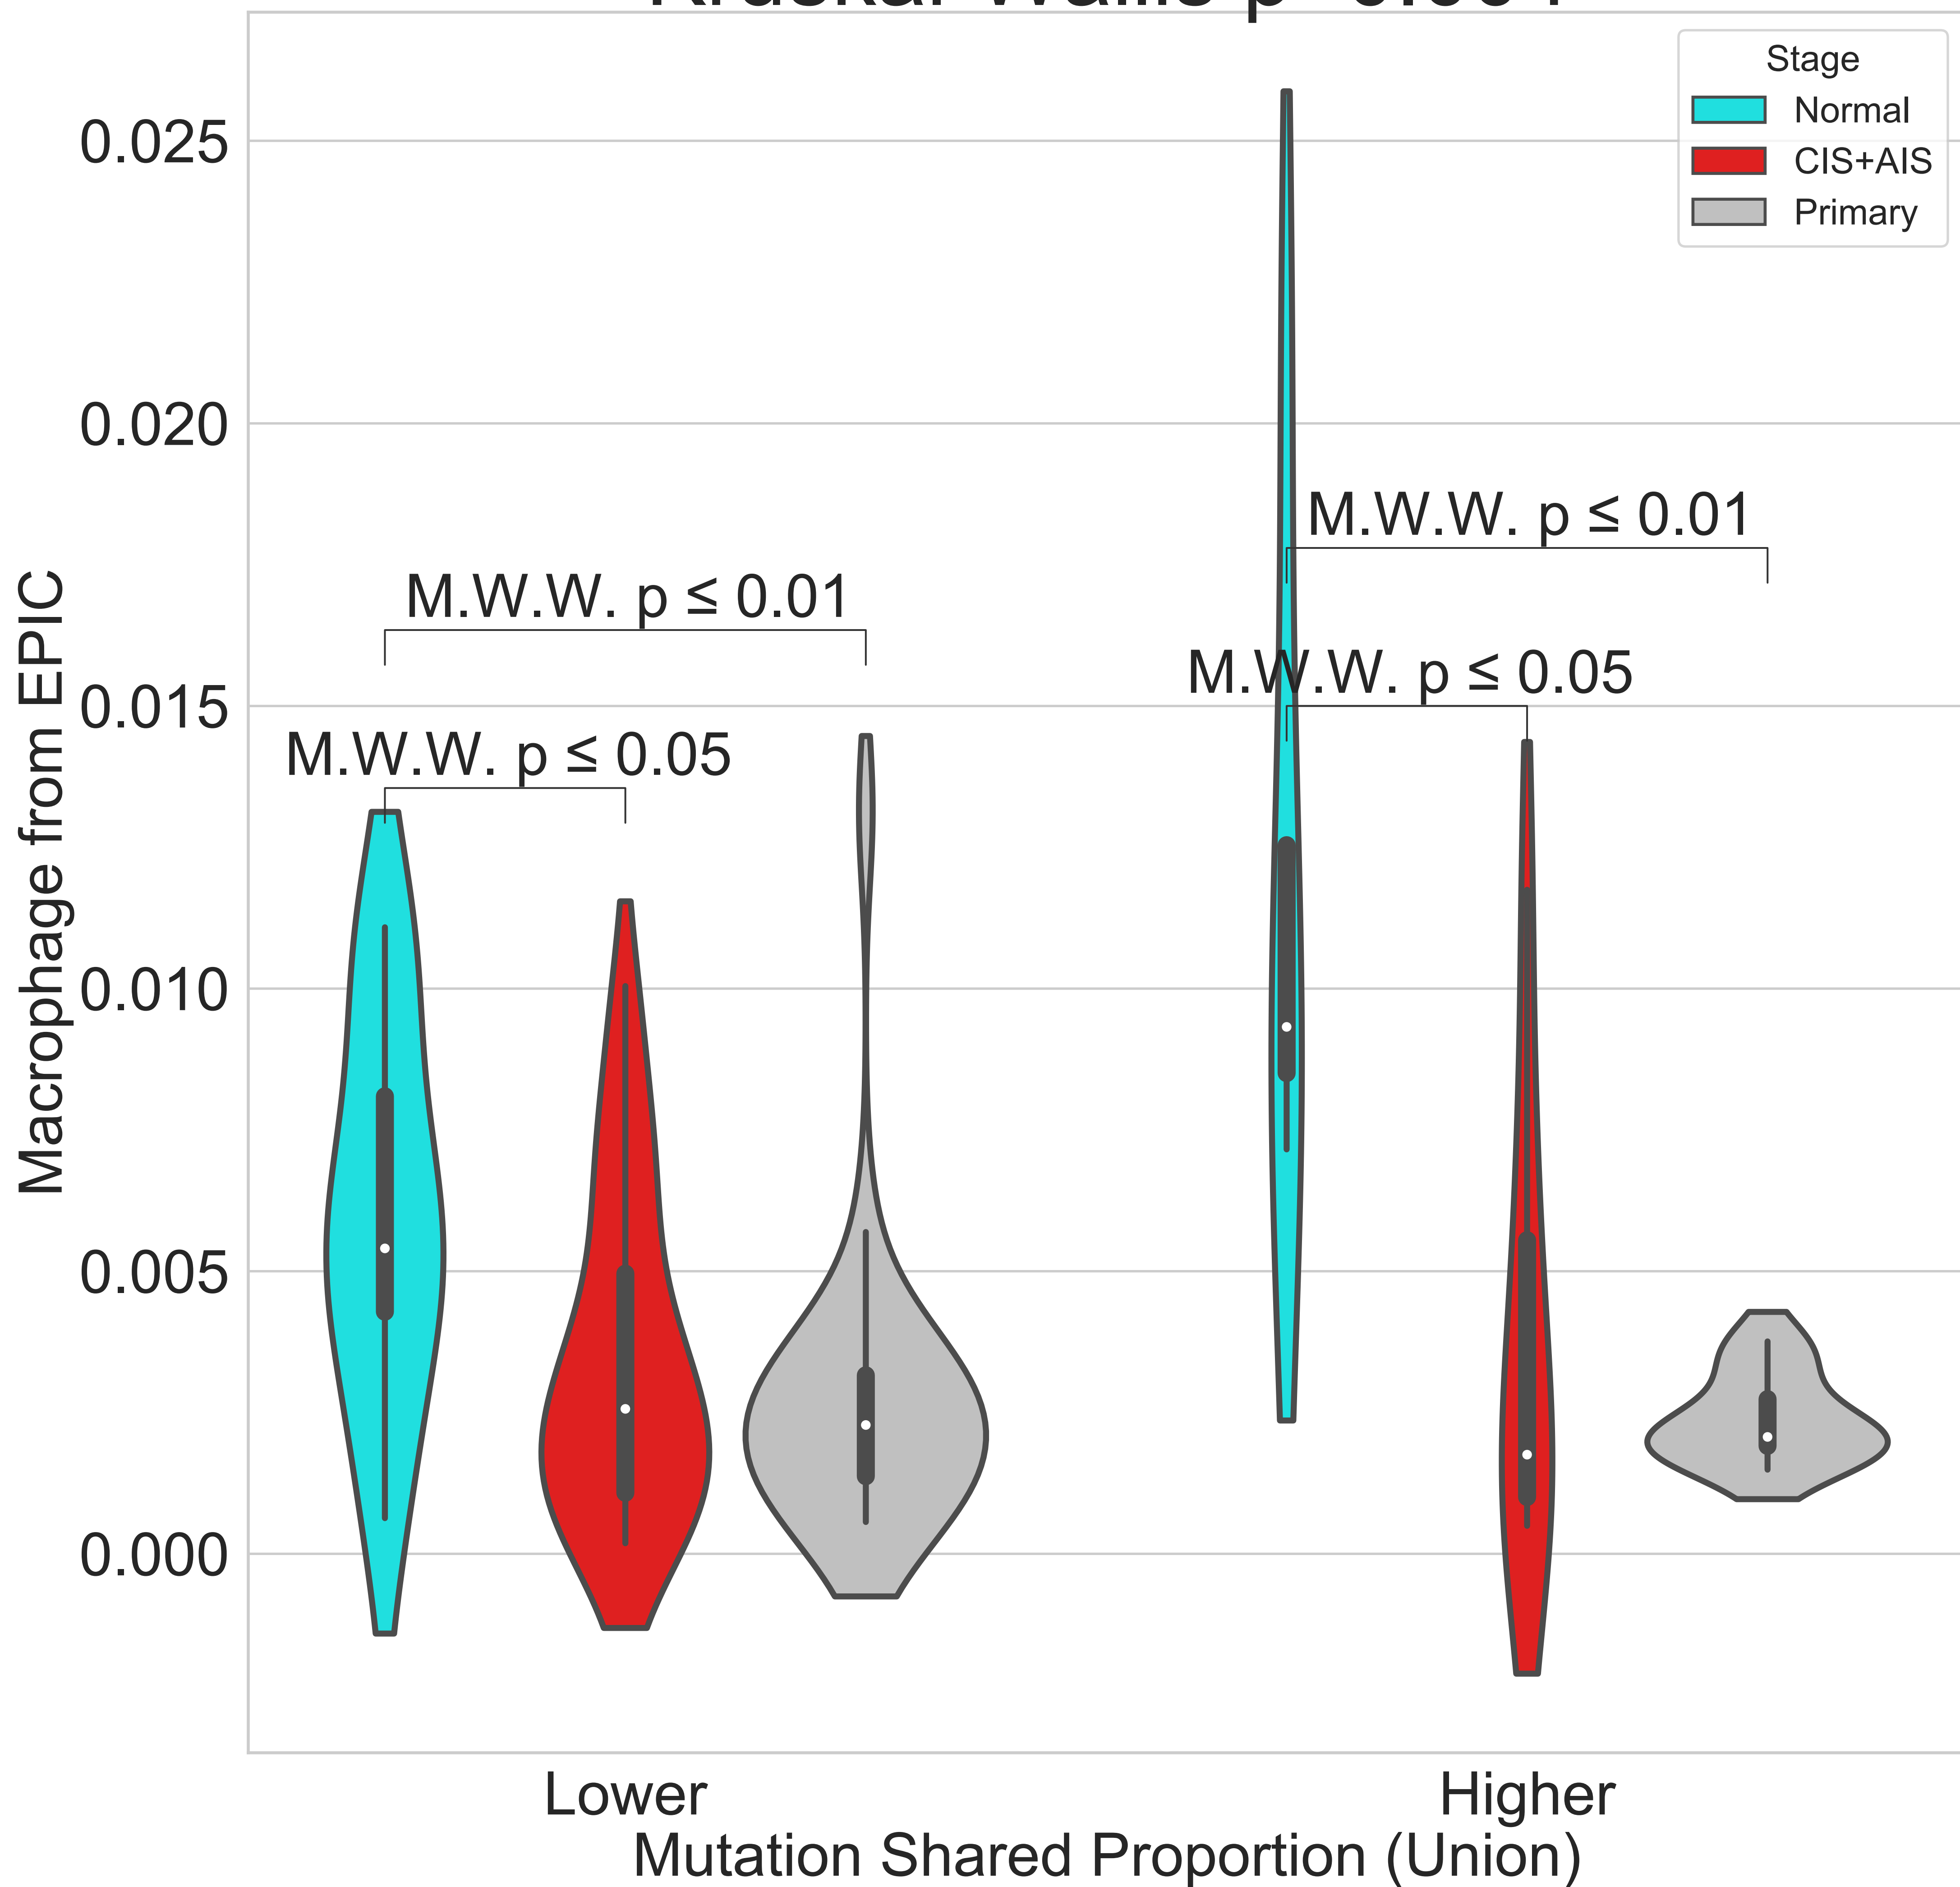 Stage
Normal
CIS+AIS
Primary
0.025
0.020
0.015
0.010
0.005
0.000
Macrophage from EPIC
M.W.W. p ≤ 0.01
M.W.W. p ≤ 0.05
M.W.W. p ≤ 0.01
M.W.W. p ≤ 0.05
Lower
Higher
Mutation Shared Proportion (Union)